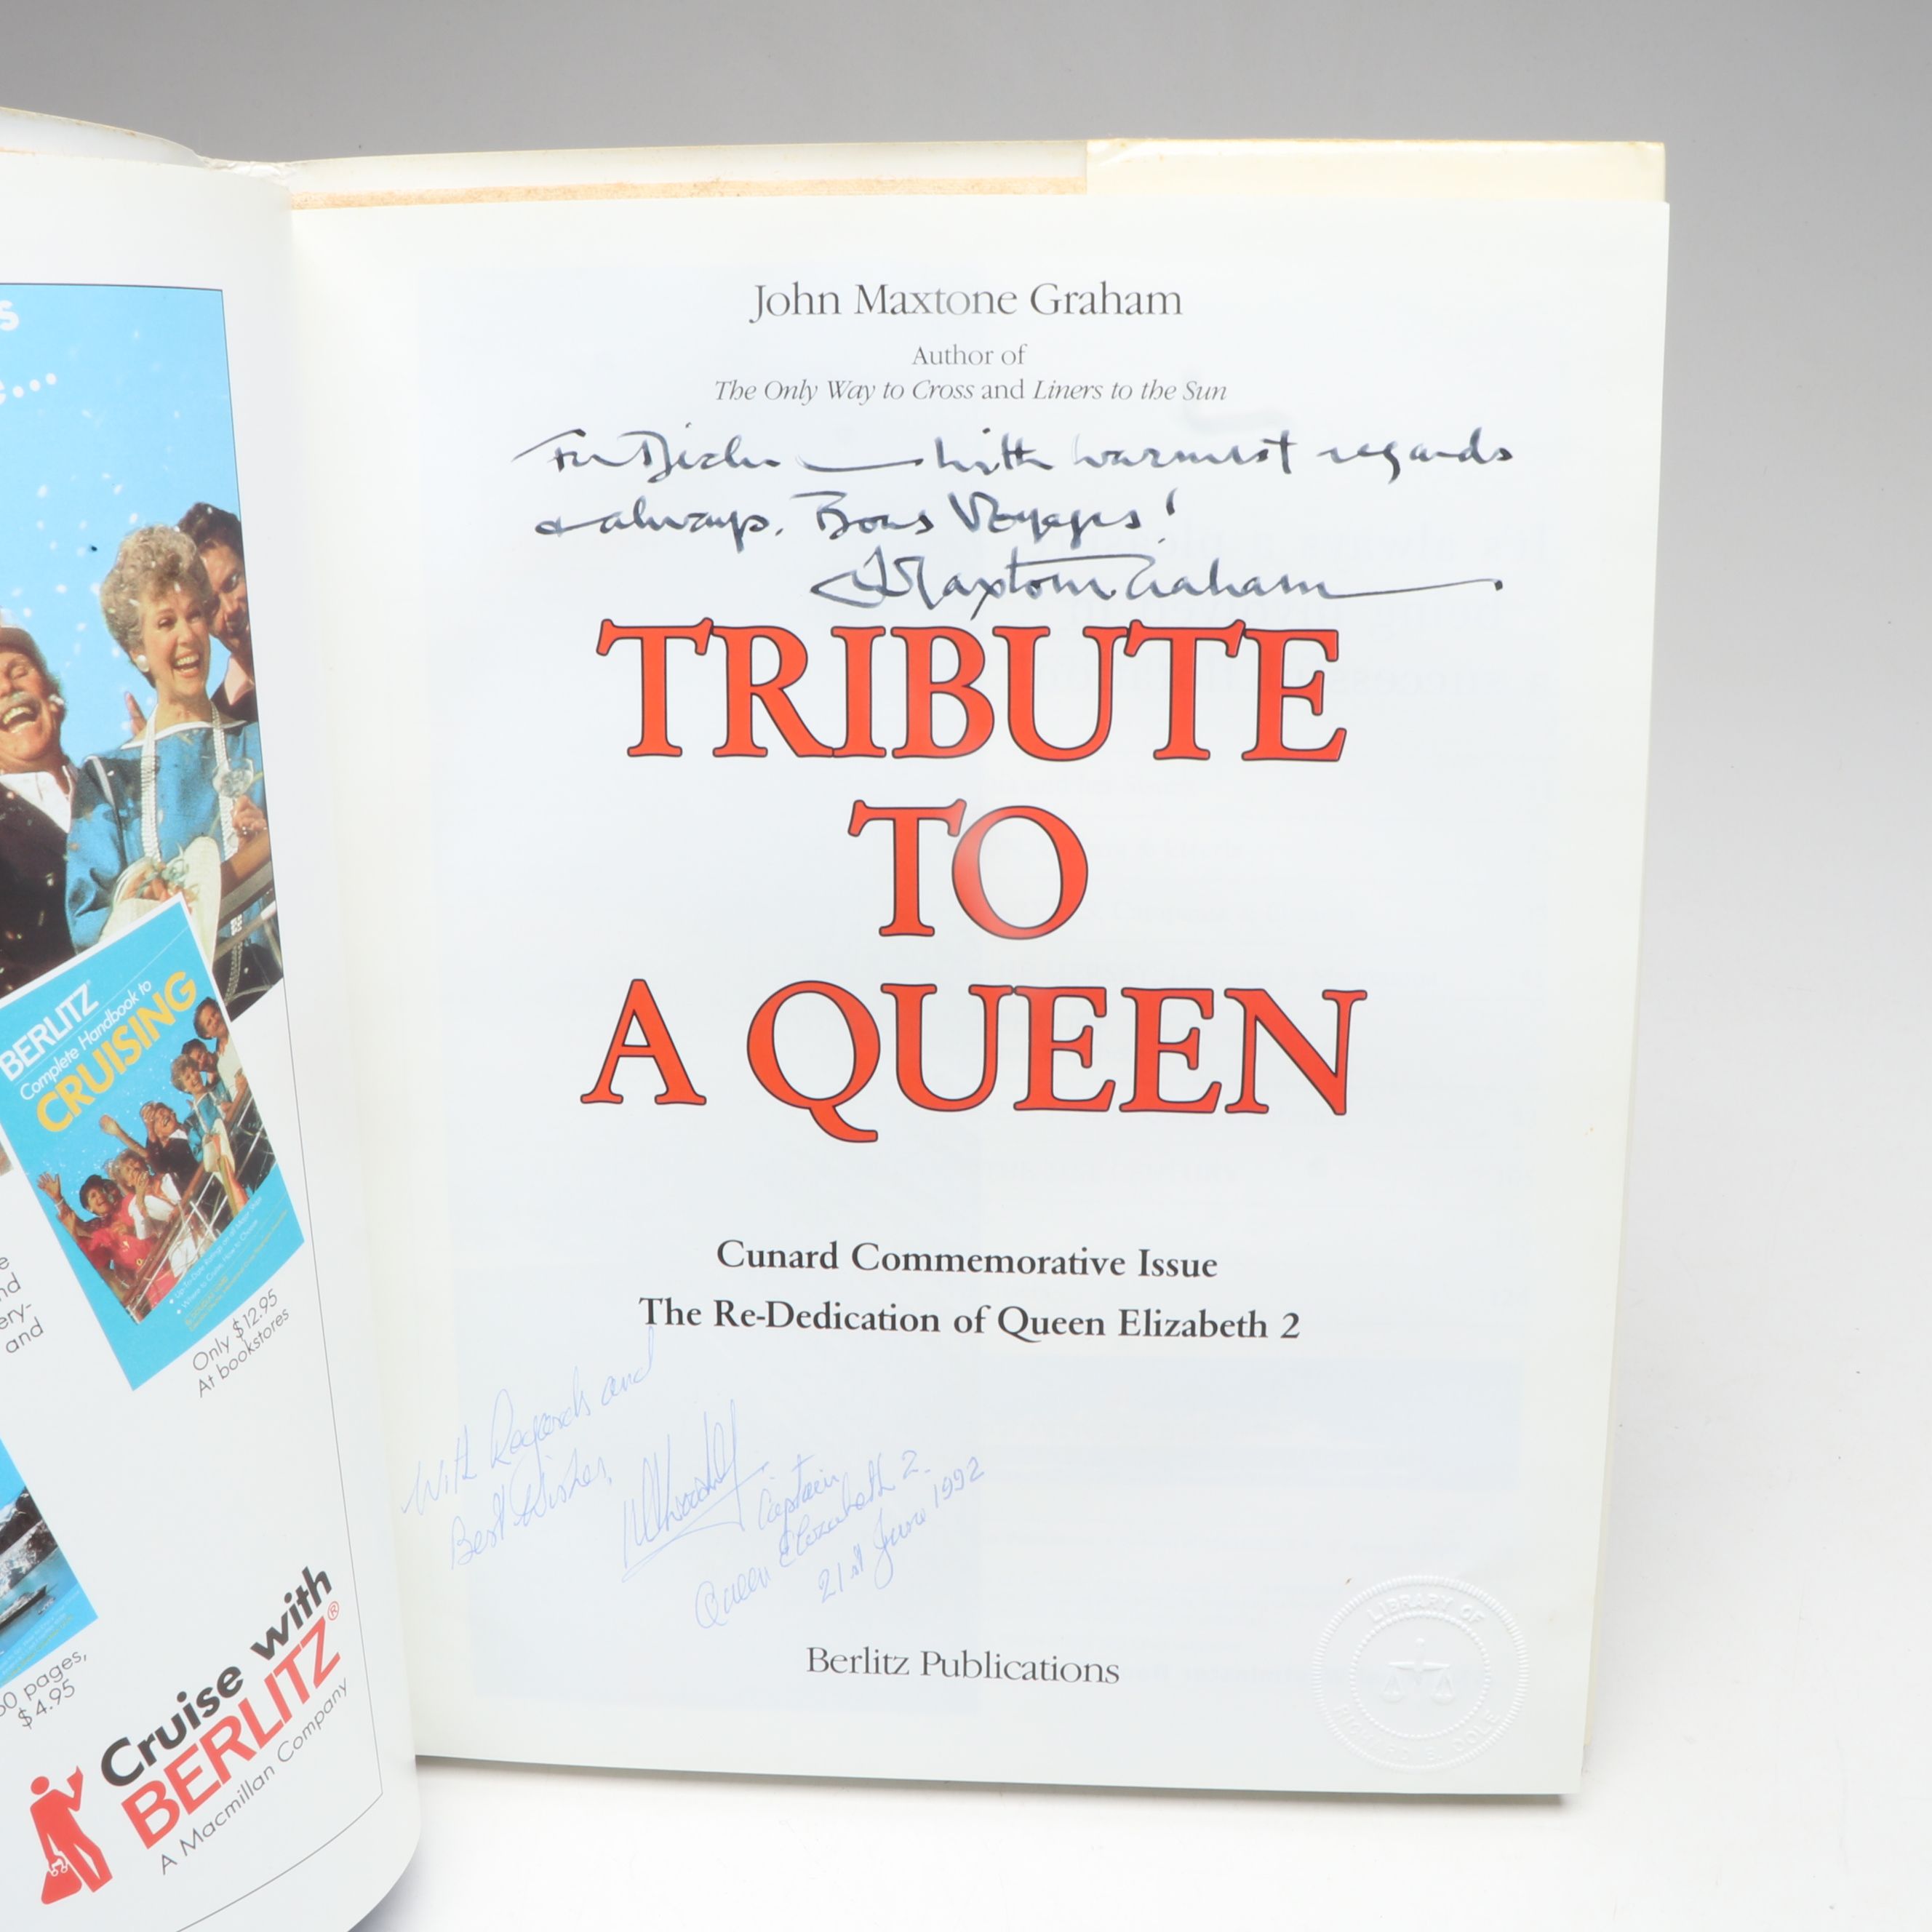 s
...
BERLITZ®
Complete Handbook to
CRUISING
Only $12.95
At bookstores
e
nd
ery-
and
60 pages,
$4.95
Cruise with
BERLITZ®
A Macmillan Company
John Maxtone Graham
Author of
The Only Way to Cross and Liners to the Sun
For — with warmest regards
& always, Bons Voyages!
J Maxtone Graham
TRIBUTE
TO
A QUEEN
Cunard Commemorative Issue
The Re-Dedication of Queen Elizabeth 2
With Regards and
Best Wishes,
Captain
Queen Elizabeth 2.
21st June 1992
Berlitz Publications
LIBRARY OF
RICHARD B. DOLE